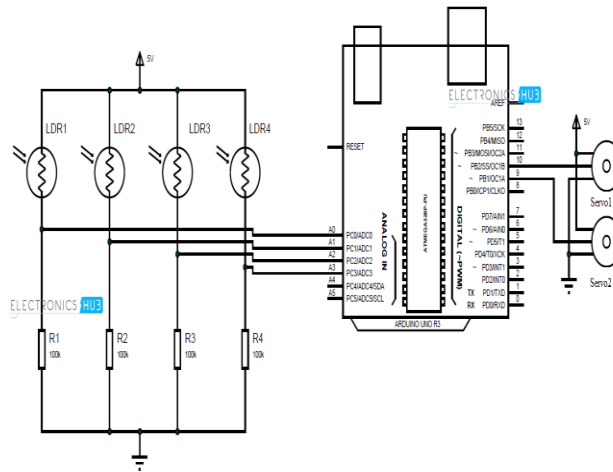 5V
LDR1
LDR2
LDR3
LDR4
R1
100k
R2
100k
R3
100k
R4
100k
ELECTRONICS HUB
ELECTRONICS HUB
RESET
AREF
A0
PC0/ADC0
A1
PC1/ADC1
A2
PC2/ADC2
A3
PC3/ADC3
A4
PC4/ADC4/SDA
A5
PC5/ADC5/SCL
ANALOG IN
ATMEGA328P-PU
DIGITAL (~PWM)
PB5/SCK 13
PB4/MISO 12
~ PB3/MOSI/OC2A 11
~ PB2/SS/OC1B 10
~ PB1/OC1A 9
PB0/ICP1/CLKO 8
PD7/AIN1 7
~ PD6/AIN0 6
~ PD5/T1 5
PD4/T0/XCK 4
~ PD3/INT1 3
PD2/INT0 2
TX PD1/TXD 1
RX PD0/RXD 0
ARDUINO UNO R3
5V
Servo1
Servo2